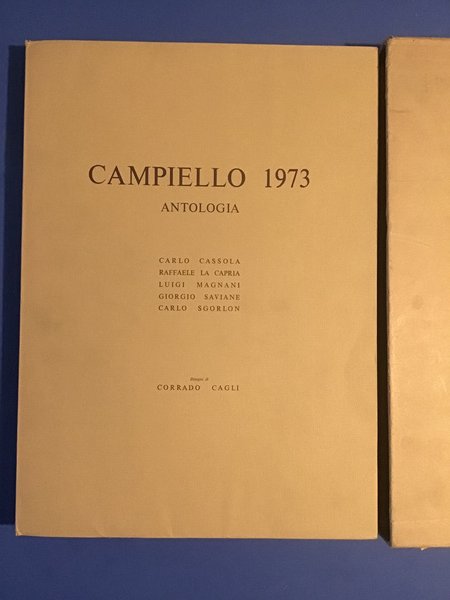 CAMPIELLO 1973
ANTOLOGIA
CARLO CASSOLA
RAFFAELE LA CAPRIA
LUIGI MAGNANI
GIORGIO SAVIANE
CARLO SGORLON
Disegni di
CORRADO CAGLI